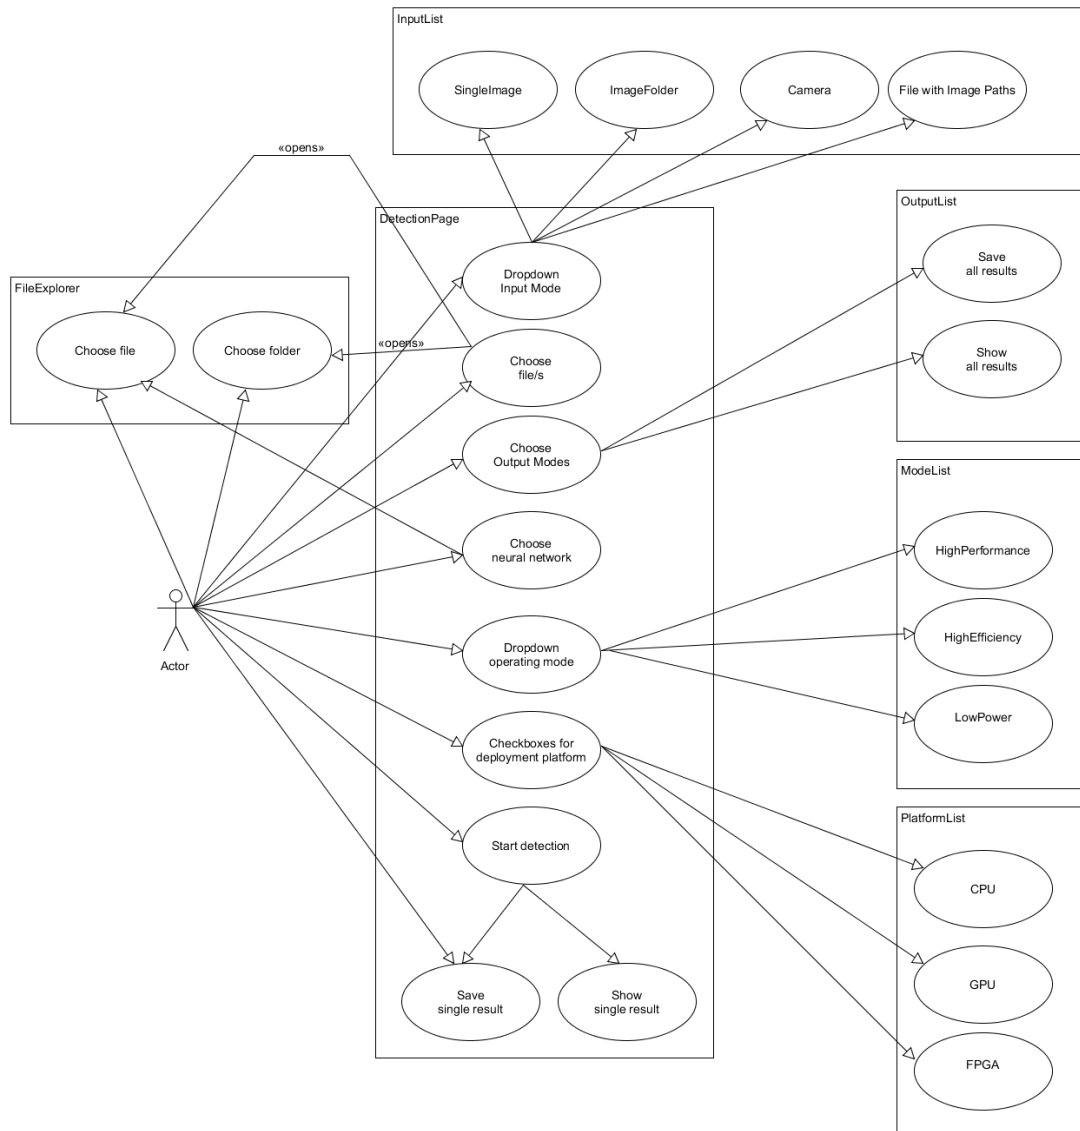 InputList
SingleImage
ImageFolder
Camera
File with Image Paths
«opens»
DetectionPage
OutputList
Save
all results
Dropdown
Input Mode
FileExplorer
Choose file
Choose folder
«opens»
Choose
file/s
Show
all results
Choose
Output Modes
ModeList
Choose
neural network
HighPerformance
HighEfficiency
Actor
Dropdown
operating mode
LowPower
Checkboxes for
deployment platform
PlatformList
Start detection
CPU
GPU
Save
single result
Show
single result
FPGA